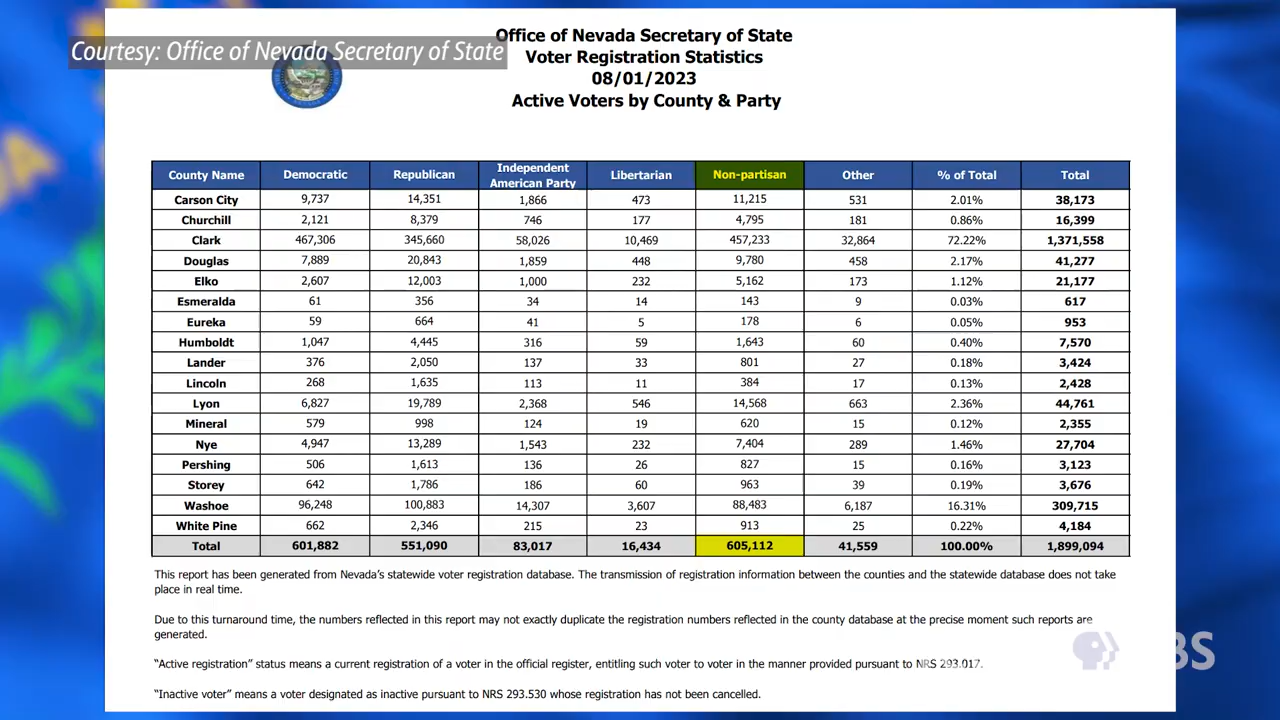 Courtesy: Office of Nevada Secretary of State
Office of Nevada Secretary of State
Voter Registration Statistics
08/01/2023
Active Voters by County & Party
County Name Democratic Republican Independent American Party Libertarian Non-partisan Other % of Total Total
Carson City 9,737 14,351 1,866 473 11,215 531 2.01% 38,173
Churchill 2,121 8,379 746 177 4,795 181 0.86% 16,399
Clark 467,306 345,660 58,026 10,469 457,233 32,864 72.22% 1,371,558
Douglas 7,889 20,843 1,859 448 9,780 458 2.17% 41,277
Elko 2,607 12,003 1,000 232 5,162 173 1.12% 21,177
Esmeralda 61 356 34 14 143 9 0.03% 617
Eureka 59 664 41 5 178 6 0.05% 953
Humboldt 1,047 4,445 316 59 1,643 60 0.40% 7,570
Lander 376 2,050 137 33 801 27 0.18% 3,424
Lincoln 268 1,635 113 11 384 17 0.13% 2,428
Lyon 6,827 19,789 2,368 546 14,568 663 2.36% 44,761
Mineral 579 998 124 19 620 15 0.12% 2,355
Nye 4,947 13,289 1,543 232 7,404 289 1.46% 27,704
Pershing 506 1,613 136 26 827 15 0.16% 3,123
Storey 642 1,786 186 60 963 39 0.19% 3,676
Washoe 96,248 100,883 14,307 3,607 88,483 6,187 16.31% 309,715
White Pine 662 2,346 215 23 913 25 0.22% 4,184
Total 601,882 551,090 83,017 16,434 605,112 41,559 100.00% 1,899,094
This report has been generated from Nevada's statewide voter registration database. The transmission of registration information between the counties and the statewide database does not take
place in real time.
Due to this turnaround time, the numbers reflected in this report may not exactly duplicate the registration numbers reflected in the county database at the precise moment such reports are
generated.
"Active registration" status means a current registration of a voter in the official register, entitling such voter to voter in the manner provided pursuant to NRS 293.017.
"Inactive voter" means a voter designated as inactive pursuant to NRS 293.530 whose registration has not been cancelled.